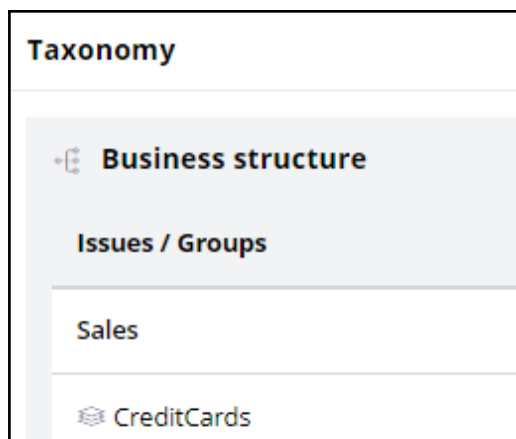 Taxonomy
Business structure
Issues / Groups
Sales
CreditCards